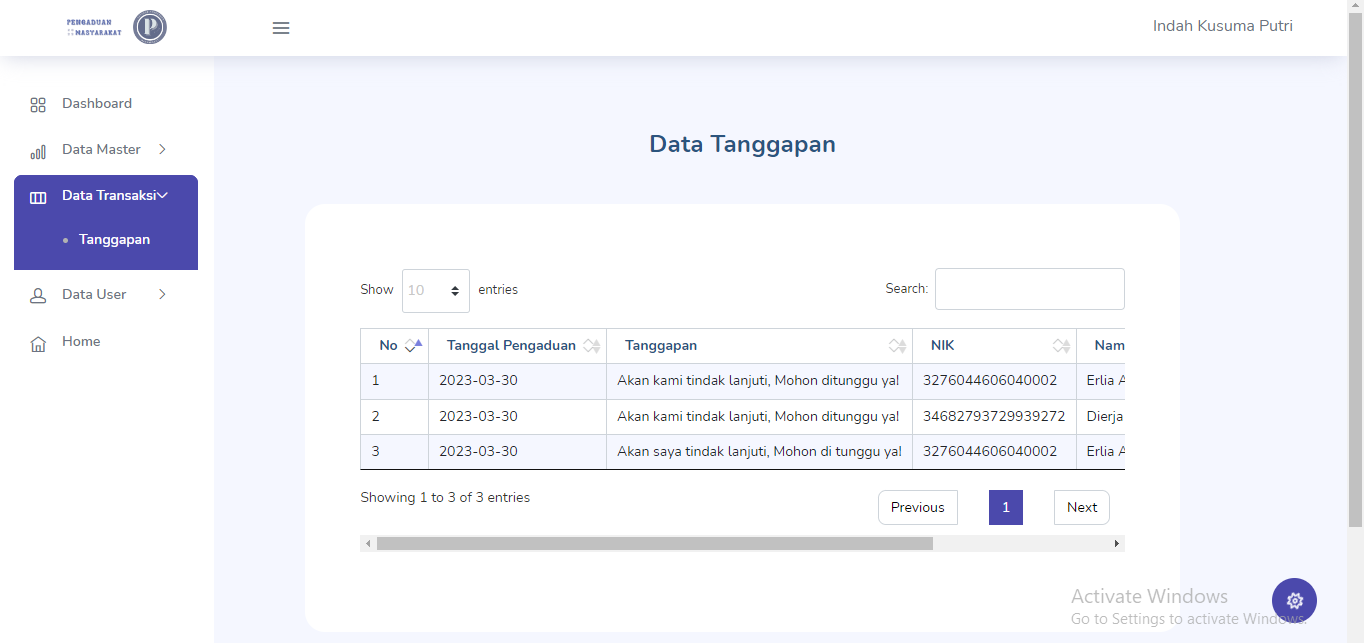 PENGADUAN
MASYARAKAT
P
Indah Kusuma Putri
Dashboard
Data Master
Data Transaksi
Tanggapan
Data User
Home
Data Tanggapan
Show 10 entries
Search:
No Tanggal Pengaduan Tanggapan NIK Nam
1 2023-03-30 Akan kami tindak lanjuti, Mohon ditunggu ya! 3276044606040002 Erlia A
2 2023-03-30 Akan kami tindak lanjuti, Mohon ditunggu ya! 34682793729939272 Dierja
3 2023-03-30 Akan saya tindak lanjuti, Mohon di tunggu ya! 3276044606040002 Erlia A
Showing 1 to 3 of 3 entries
Previous 1 Next
Activate Windows
Go to Settings to activate Windows.